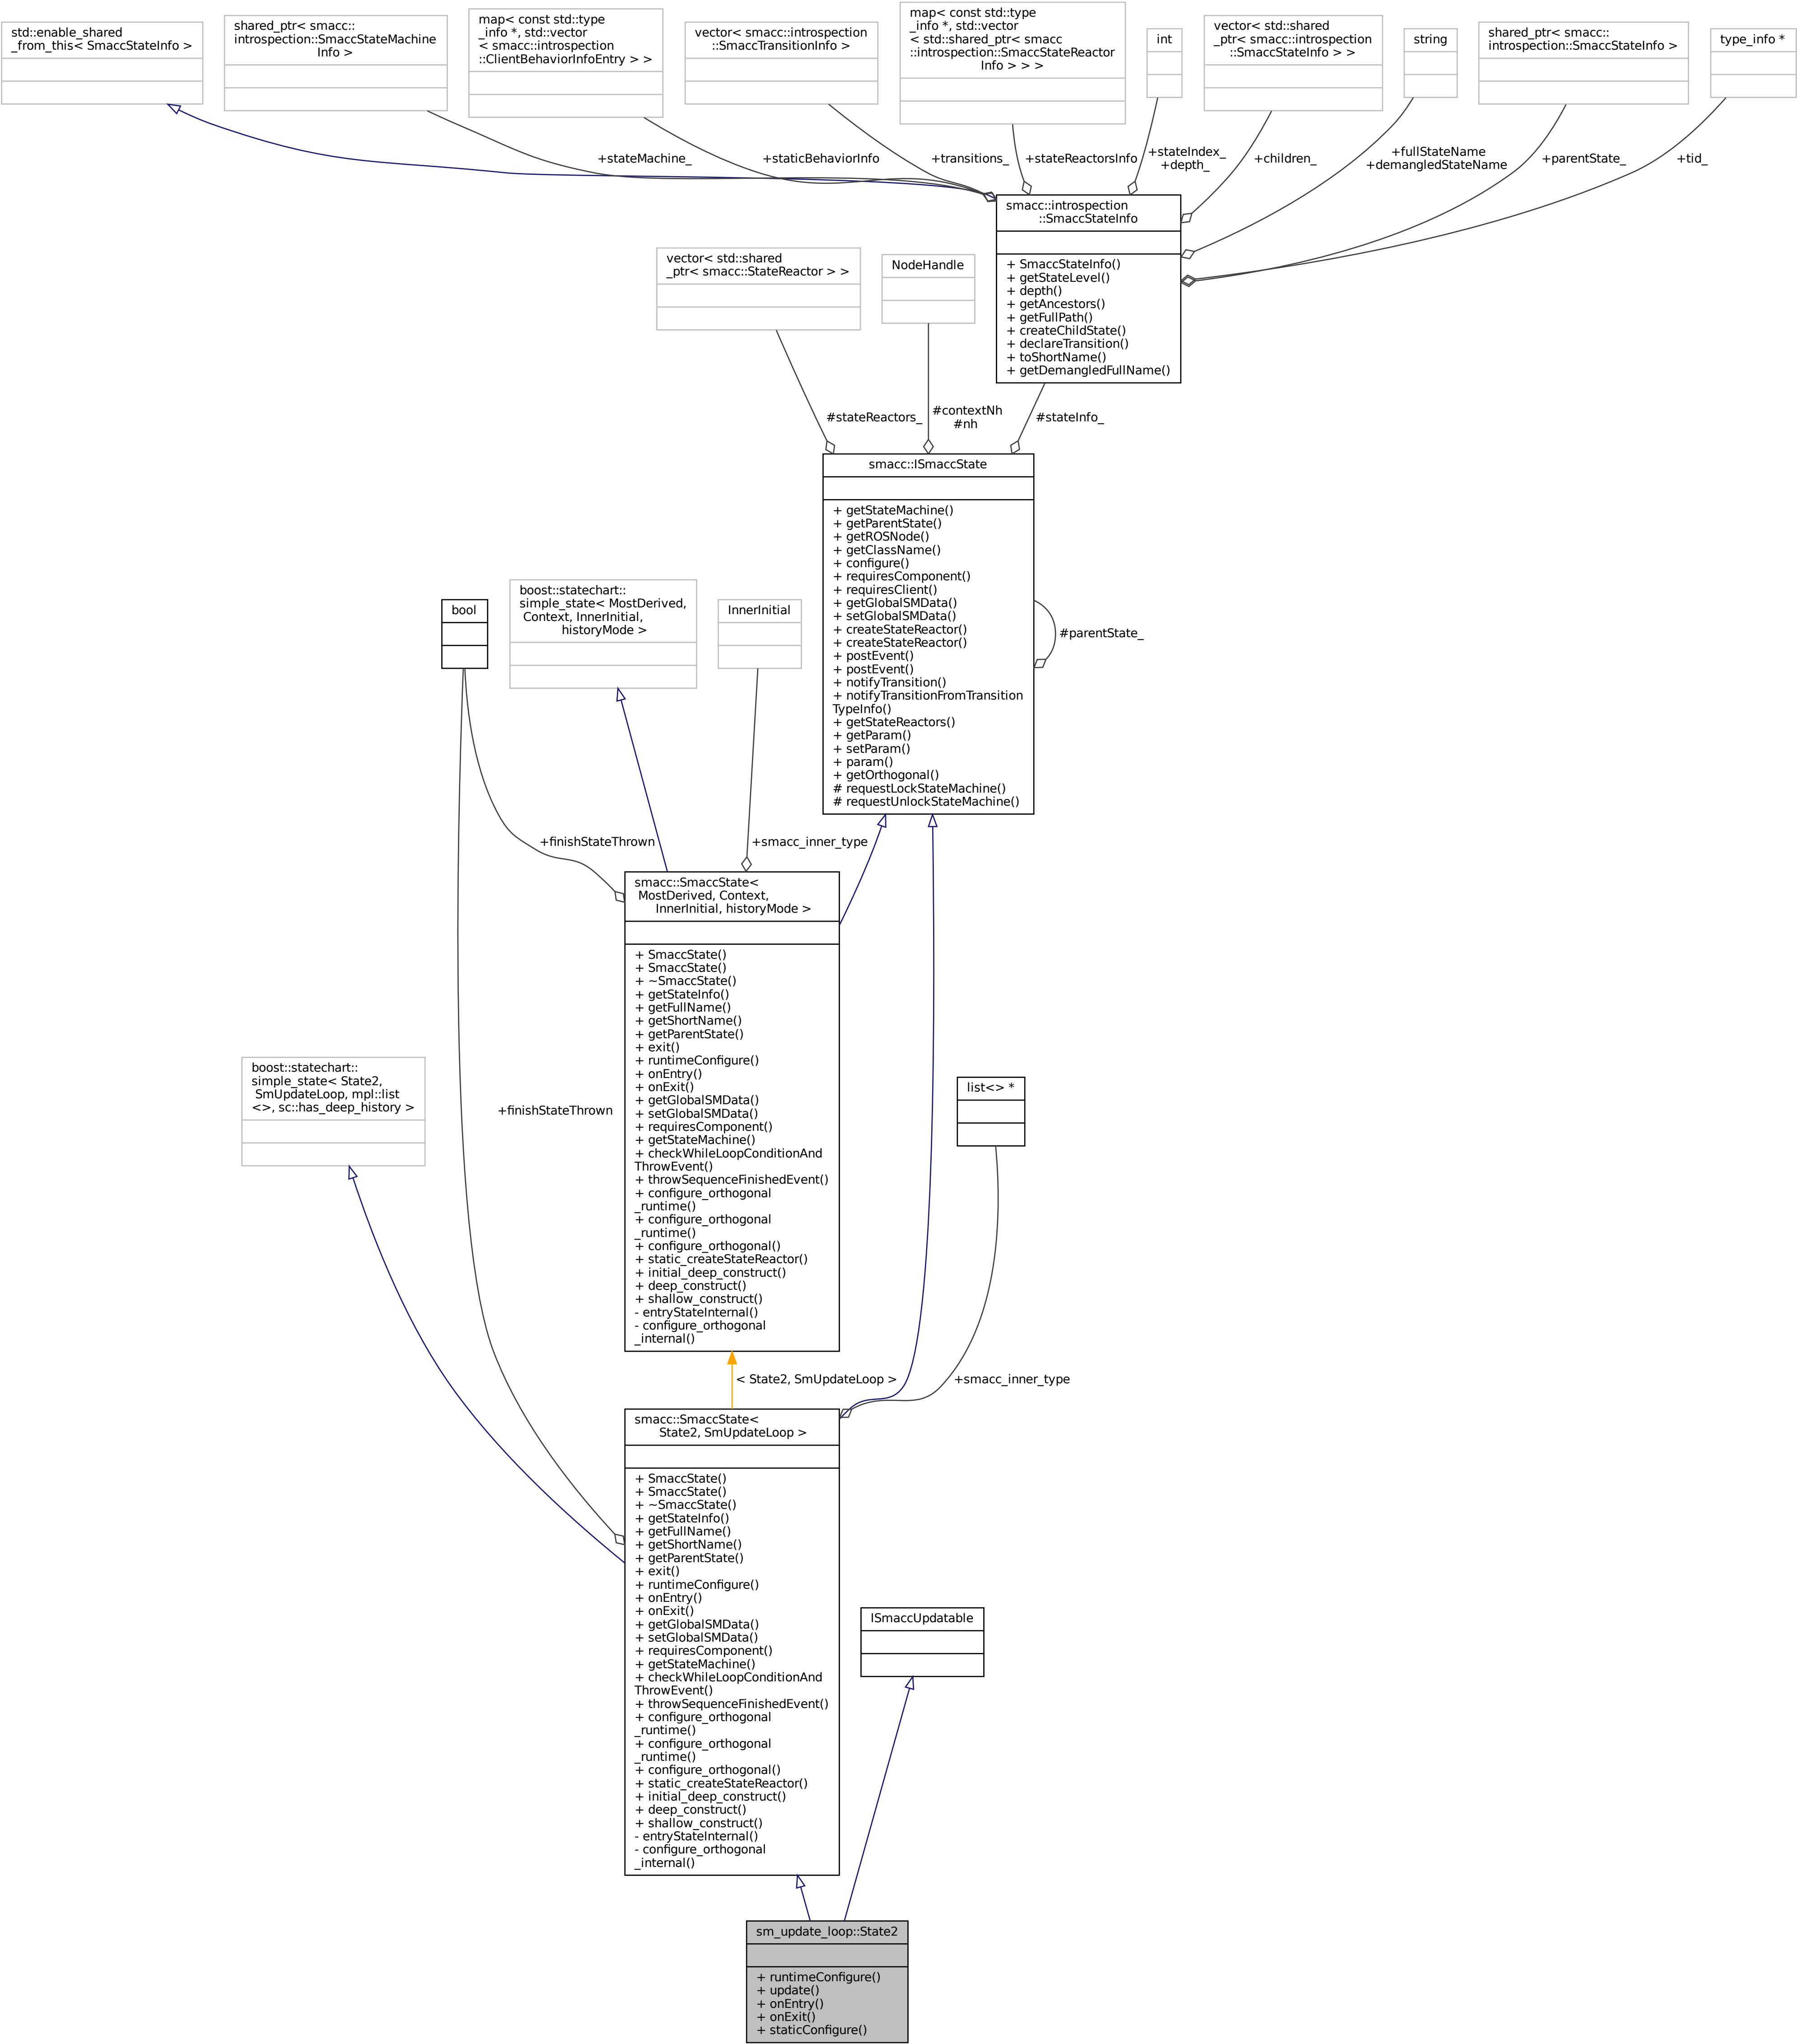 std::enable_shared
_from_this< SmaccStateInfo >
shared_ptr< smacc::
introspection::SmaccStateMachine
Info >
map< const std::type
_info *, std::vector
< smacc::introspection
::ClientBehaviorInfoEntry > >
vector< smacc::introspection
::SmaccTransitionInfo >
map< const std::type
_info *, std::vector
< std::shared_ptr< smacc
::introspection::SmaccStateReactor
Info > > >
int
vector< std::shared
_ptr< smacc::introspection
::SmaccStateInfo > >
string
shared_ptr< smacc::
introspection::SmaccStateInfo >
type_info *
+stateMachine_
+staticBehaviorInfo
+transitions_
+stateReactorsInfo
+stateIndex_
+depth_
+children_
+fullStateName
+demangledStateName
+parentState_
+tid_
smacc::introspection
::SmaccStateInfo
+ SmaccStateInfo()
+ getStateLevel()
+ depth()
+ getAncestors()
+ getFullPath()
+ createChildState()
+ declareTransition()
+ toShortName()
+ getDemangledFullName()
vector< std::shared
_ptr< smacc::StateReactor > >
NodeHandle
#stateReactors_
#contextNh
#nh
#stateInfo_
smacc::ISmaccState
+ getStateMachine()
+ getParentState()
+ getROSNode()
+ getClassName()
+ configure()
+ requiresComponent()
+ requiresClient()
+ getGlobalSMData()
+ setGlobalSMData()
+ createStateReactor()
+ createStateReactor()
+ postEvent()
+ postEvent()
+ notifyTransition()
+ notifyTransitionFromTransition
TypeInfo()
+ getStateReactors()
+ getParam()
+ setParam()
+ param()
+ getOrthogonal()
# requestLockStateMachine()
# requestUnlockStateMachine()
#parentState_
bool
boost::statechart::
simple_state< MostDerived,
Context, InnerInitial,
historyMode >
InnerInitial
+finishStateThrown
+smacc_inner_type
smacc::SmaccState<
MostDerived, Context,
InnerInitial, historyMode >
+ SmaccState()
+ SmaccState()
+ ~SmaccState()
+ getStateInfo()
+ getFullName()
+ getShortName()
+ getParentState()
+ exit()
+ runtimeConfigure()
+ onEntry()
+ onExit()
+ getGlobalSMData()
+ setGlobalSMData()
+ requiresComponent()
+ getStateMachine()
+ checkWhileLoopConditionAnd
ThrowEvent()
+ throwSequenceFinishedEvent()
+ configure_orthogonal
_runtime()
+ configure_orthogonal
_runtime()
+ configure_orthogonal()
+ static_createStateReactor()
+ initial_deep_construct()
+ deep_construct()
+ shallow_construct()
- entryStateInternal()
- configure_orthogonal
_internal()
boost::statechart::
simple_state< State2,
SmUpdateLoop, mpl::list
<>, sc::has_deep_history >
+finishStateThrown
list<> *
< State2, SmUpdateLoop >
+smacc_inner_type
smacc::SmaccState<
State2, SmUpdateLoop >
+ SmaccState()
+ SmaccState()
+ ~SmaccState()
+ getStateInfo()
+ getFullName()
+ getShortName()
+ getParentState()
+ exit()
+ runtimeConfigure()
+ onEntry()
+ onExit()
+ getGlobalSMData()
+ setGlobalSMData()
+ requiresComponent()
+ getStateMachine()
+ checkWhileLoopConditionAnd
ThrowEvent()
+ throwSequenceFinishedEvent()
+ configure_orthogonal
_runtime()
+ configure_orthogonal
_runtime()
+ configure_orthogonal()
+ static_createStateReactor()
+ initial_deep_construct()
+ deep_construct()
+ shallow_construct()
- entryStateInternal()
- configure_orthogonal
_internal()
ISmaccUpdatable
sm_update_loop::State2
+ runtimeConfigure()
+ update()
+ onEntry()
+ onExit()
+ staticConfigure()